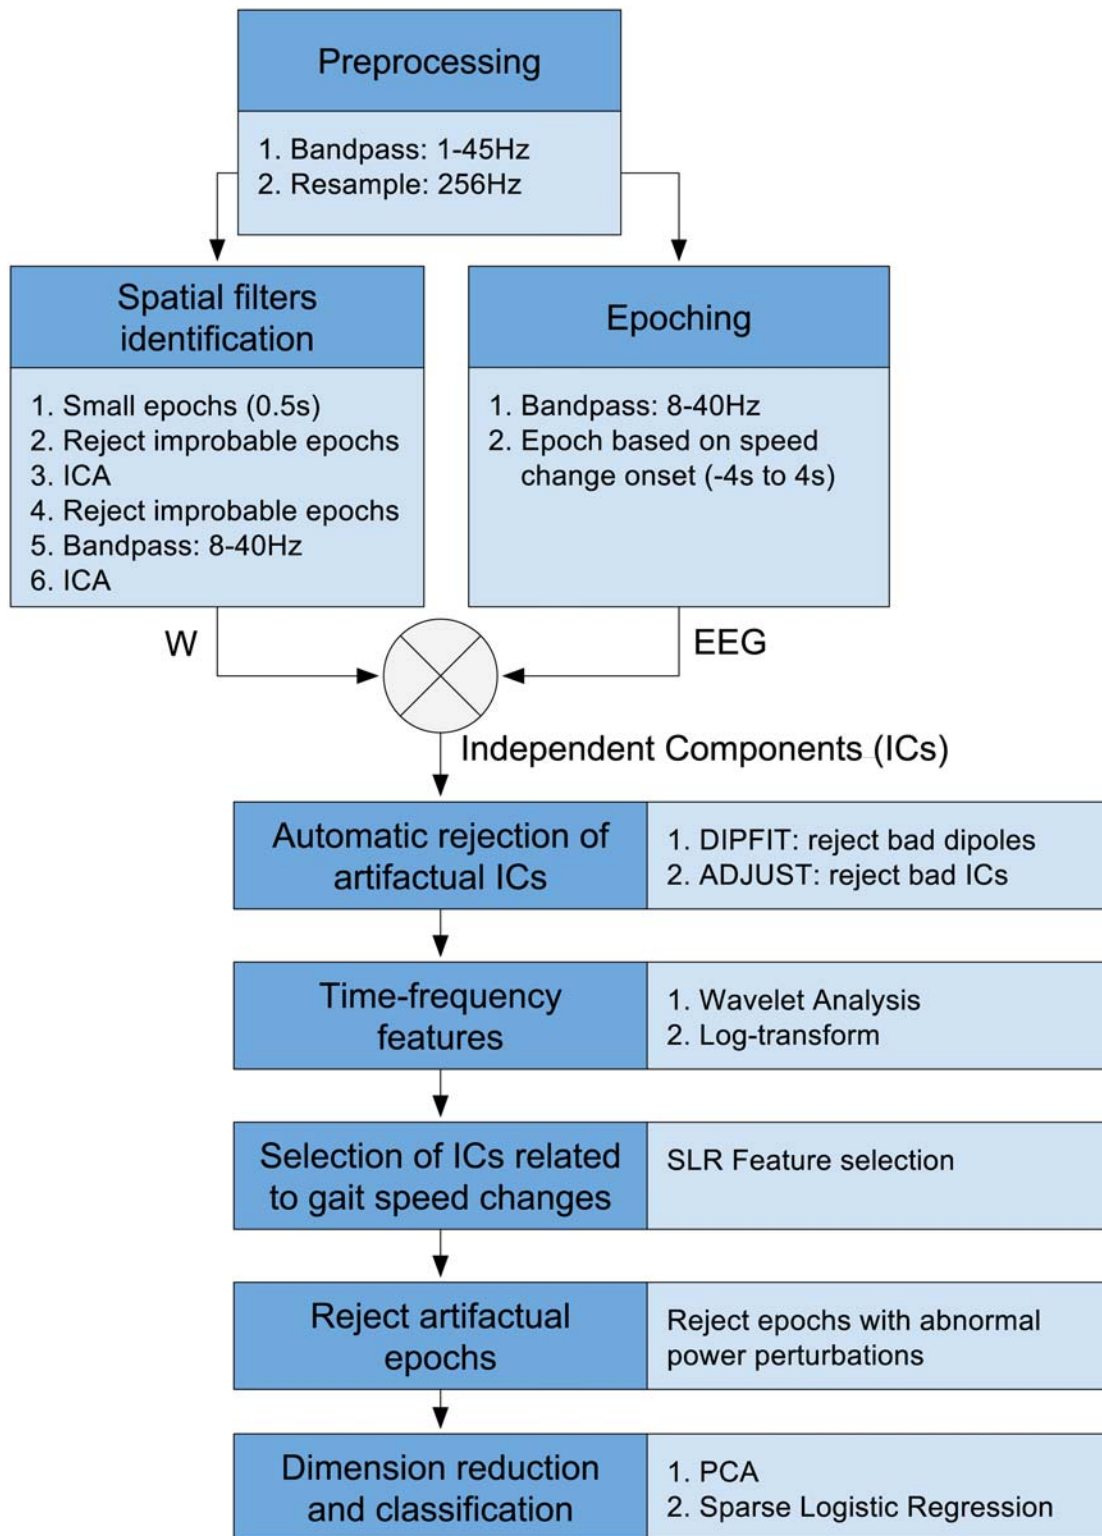 Preprocessing
1. Bandpass: 1-45Hz
2. Resample: 256Hz
Spatial filters
identification
1. Small epochs (0.5s)
2. Reject improbable epochs
3. ICA
4. Reject improbable epochs
5. Bandpass: 8-40Hz
6. ICA
Epoching
1. Bandpass: 8-40Hz
2. Epoch based on speed
change onset (-4s to 4s)
W
EEG
Independent Components (ICs)
Automatic rejection of
artifactual ICs
1. DIPFIT: reject bad dipoles
2. ADJUST: reject bad ICs
Time-frequency
features
1. Wavelet Analysis
2. Log-transform
Selection of ICs related
to gait speed changes
SLR Feature selection
Reject artifactual
epochs
Reject epochs with abnormal
power perturbations
Dimension reduction
and classification
1. PCA
2. Sparse Logistic Regression